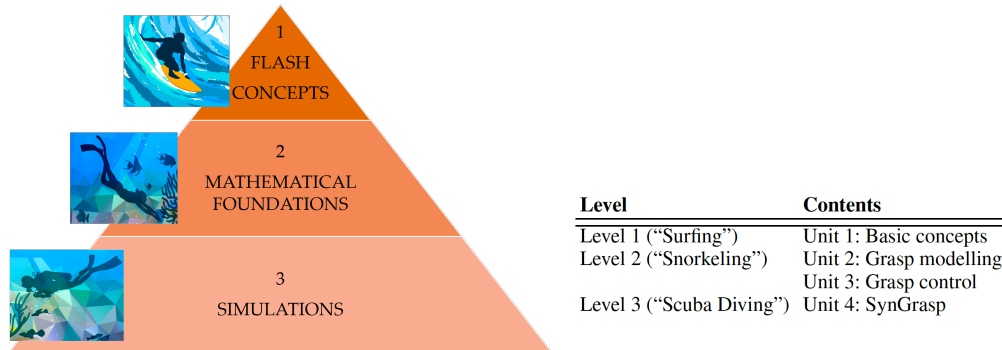 1
FLASH
CONCEPTS
2
MATHEMATICAL
FOUNDATIONS
3
SIMULATIONS
Level Contents
Level 1 (“Surfing”) Unit 1: Basic concepts
Level 2 (“Snorkeling”) Unit 2: Grasp modelling
Unit 3: Grasp control
Level 3 (“Scuba Diving”) Unit 4: SynGrasp